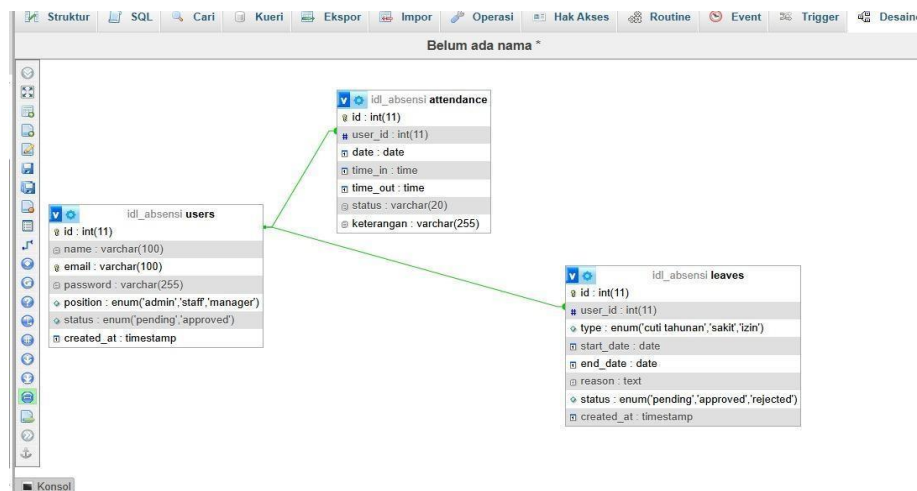 Struktur SQL Cari Kueri Ekspor Impor Operasi Hak Akses Routine Event Trigger
Belum ada nama *
idl_absensi attendance
id : int(11)
user_id : int(11)
date : date
time_in : time
time_out : time
status : varchar(20)
keterangan : varchar(255)
idl_absensi users
id : int(11)
name : varchar(100)
email : varchar(100)
password : varchar(255)
position : enum('admin','staff','manager')
status : enum('pending','approved')
created_at : timestamp
idl_absensi leaves
id : int(11)
user_id : int(11)
type : enum('cuti tahunan','sakit','izin')
start_date : date
end_date : date
reason : text
status : enum('pending','approved','rejected')
created_at : timestamp
Konsol